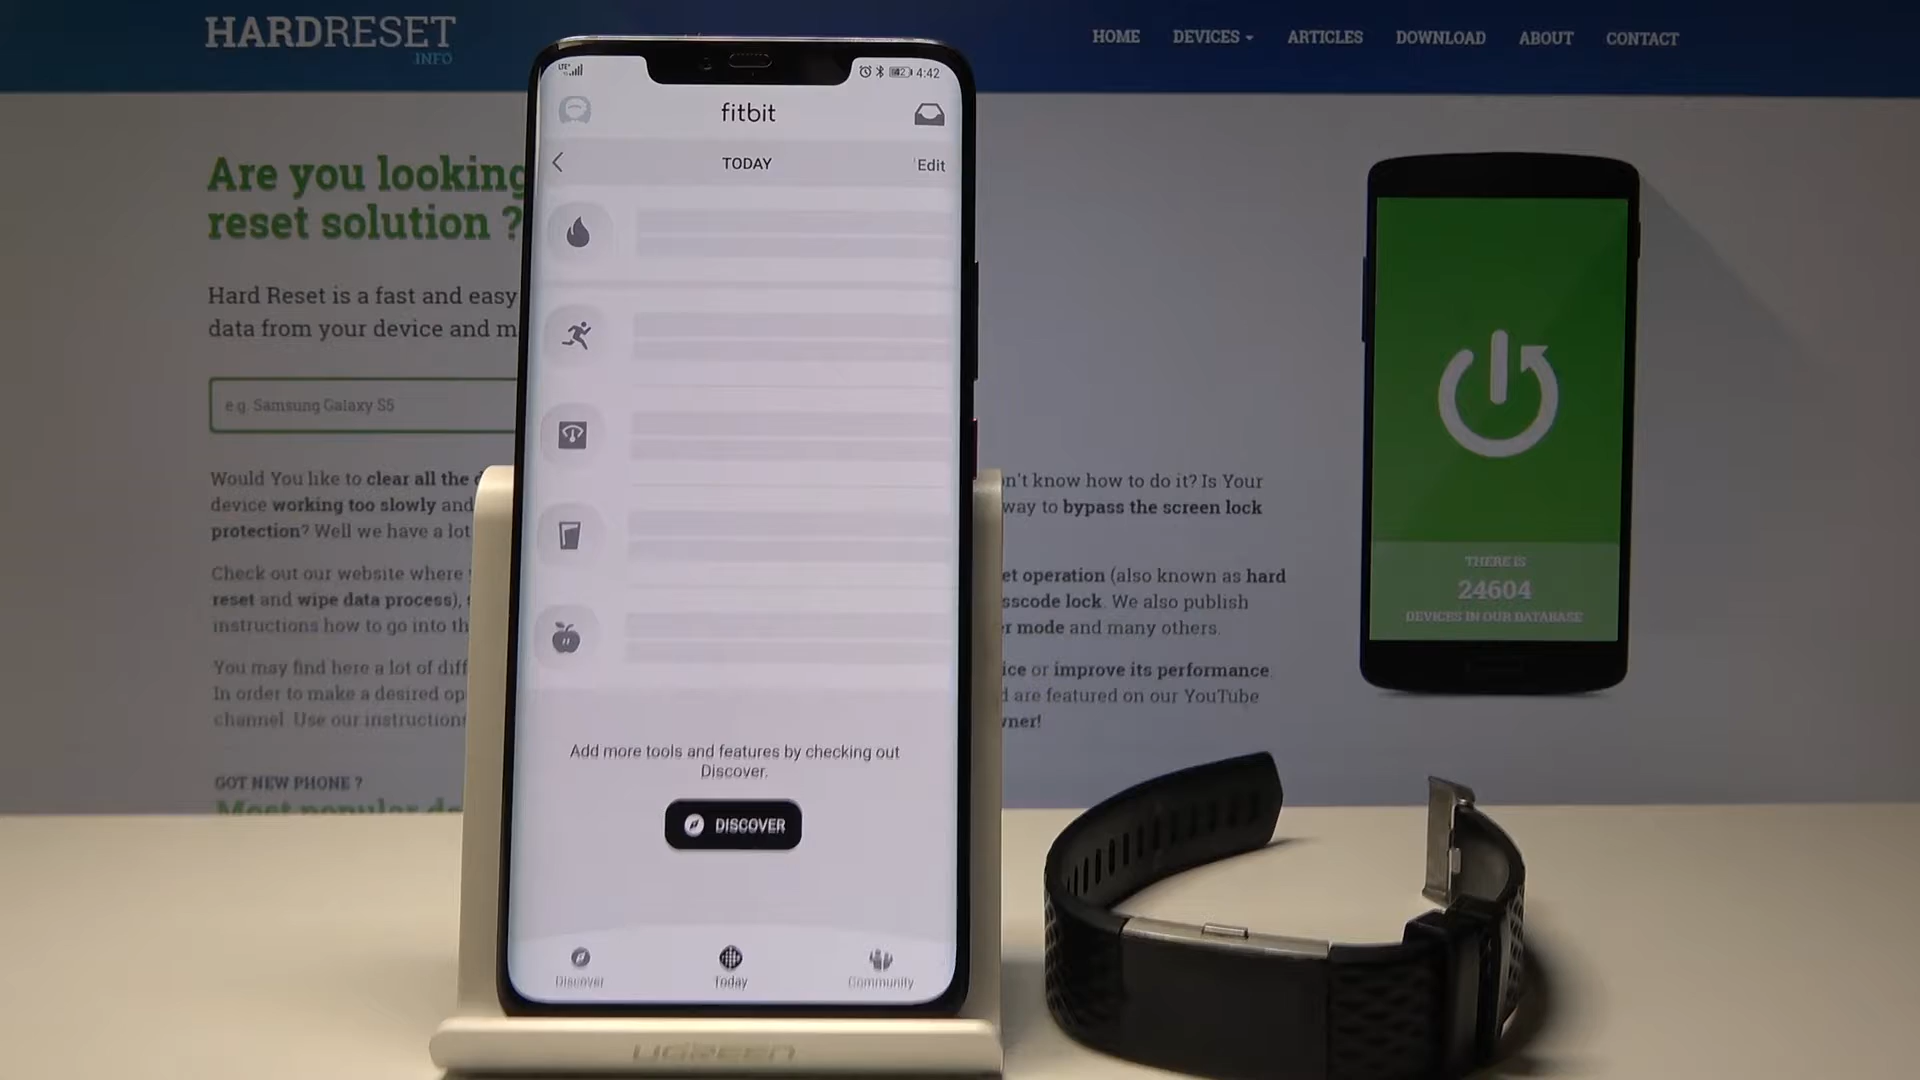 HARDRESET
.INFO
HOME DEVICES ARTICLES DOWNLOAD ABOUT CONTACT
Are you looking
reset solution ?
Hard Reset is a fast and easy
data from your device and m
e.g. Samsung Galaxy S5
Would You like to clear all the d
device working too slowly and
protection? Well we have a lot
Check out our website where
reset and wipe data process),
instructions how to go into th
You may find here a lot of diff
In order to make a desired op
channel. Use our instruction
GOT NEW PHONE ?
Most popular de
LTE+
42 4:42
fitbit
TODAY
Edit
Add more tools and features by checking out
Discover.
DISCOVER
Discover Today Community
UGREEN
n't know how to do it? Is Your
way to bypass the screen lock
et operation (also known as hard
sscode lock. We also publish
r mode and many others.
ice or improve its performance.
d are featured on our YouTube
wner!
THERE IS
24604
DEVICES IN OUR DATABASE